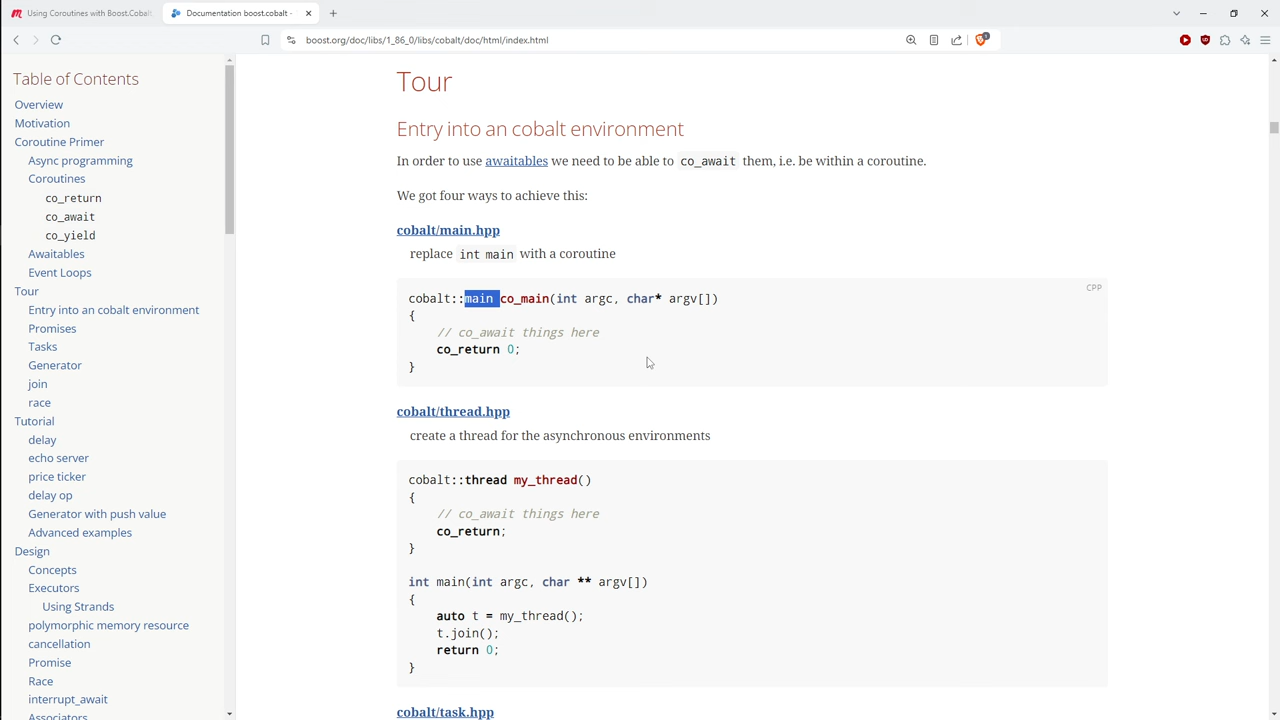 Using Coroutines with Boost.Cobalt
Documentation boost.cobalt -
boost.org/doc/libs/1_86_0/libs/cobalt/doc/html/index.html
Table of Contents
Overview
Motivation
Coroutine Primer
Async programming
Coroutines
co_return
co_await
co_yield
Awaitables
Event Loops
Tour
Entry into an cobalt environment
Promises
Tasks
Generator
join
race
Tutorial
delay
echo server
price ticker
delay op
Generator with push value
Advanced examples
Design
Concepts
Executors
Using Strands
polymorphic memory resource
cancellation
Promise
Race
interrupt_await
Associators
Tour
Entry into an cobalt environment
In order to use awaitables we need to be able to co_await them, i.e. be within a coroutine.
We got four ways to achieve this:
cobalt/main.hpp
replace int main with a coroutine
CPP
cobalt::main co_main(int argc, char* argv[])
{
// co_await things here
co_return 0;
}
cobalt/thread.hpp
create a thread for the asynchronous environments
cobalt::thread my_thread()
{
// co_await things here
co_return;
}
int main(int argc, char ** argv[])
{
auto t = my_thread();
t.join();
return 0;
}
cobalt/task.hpp